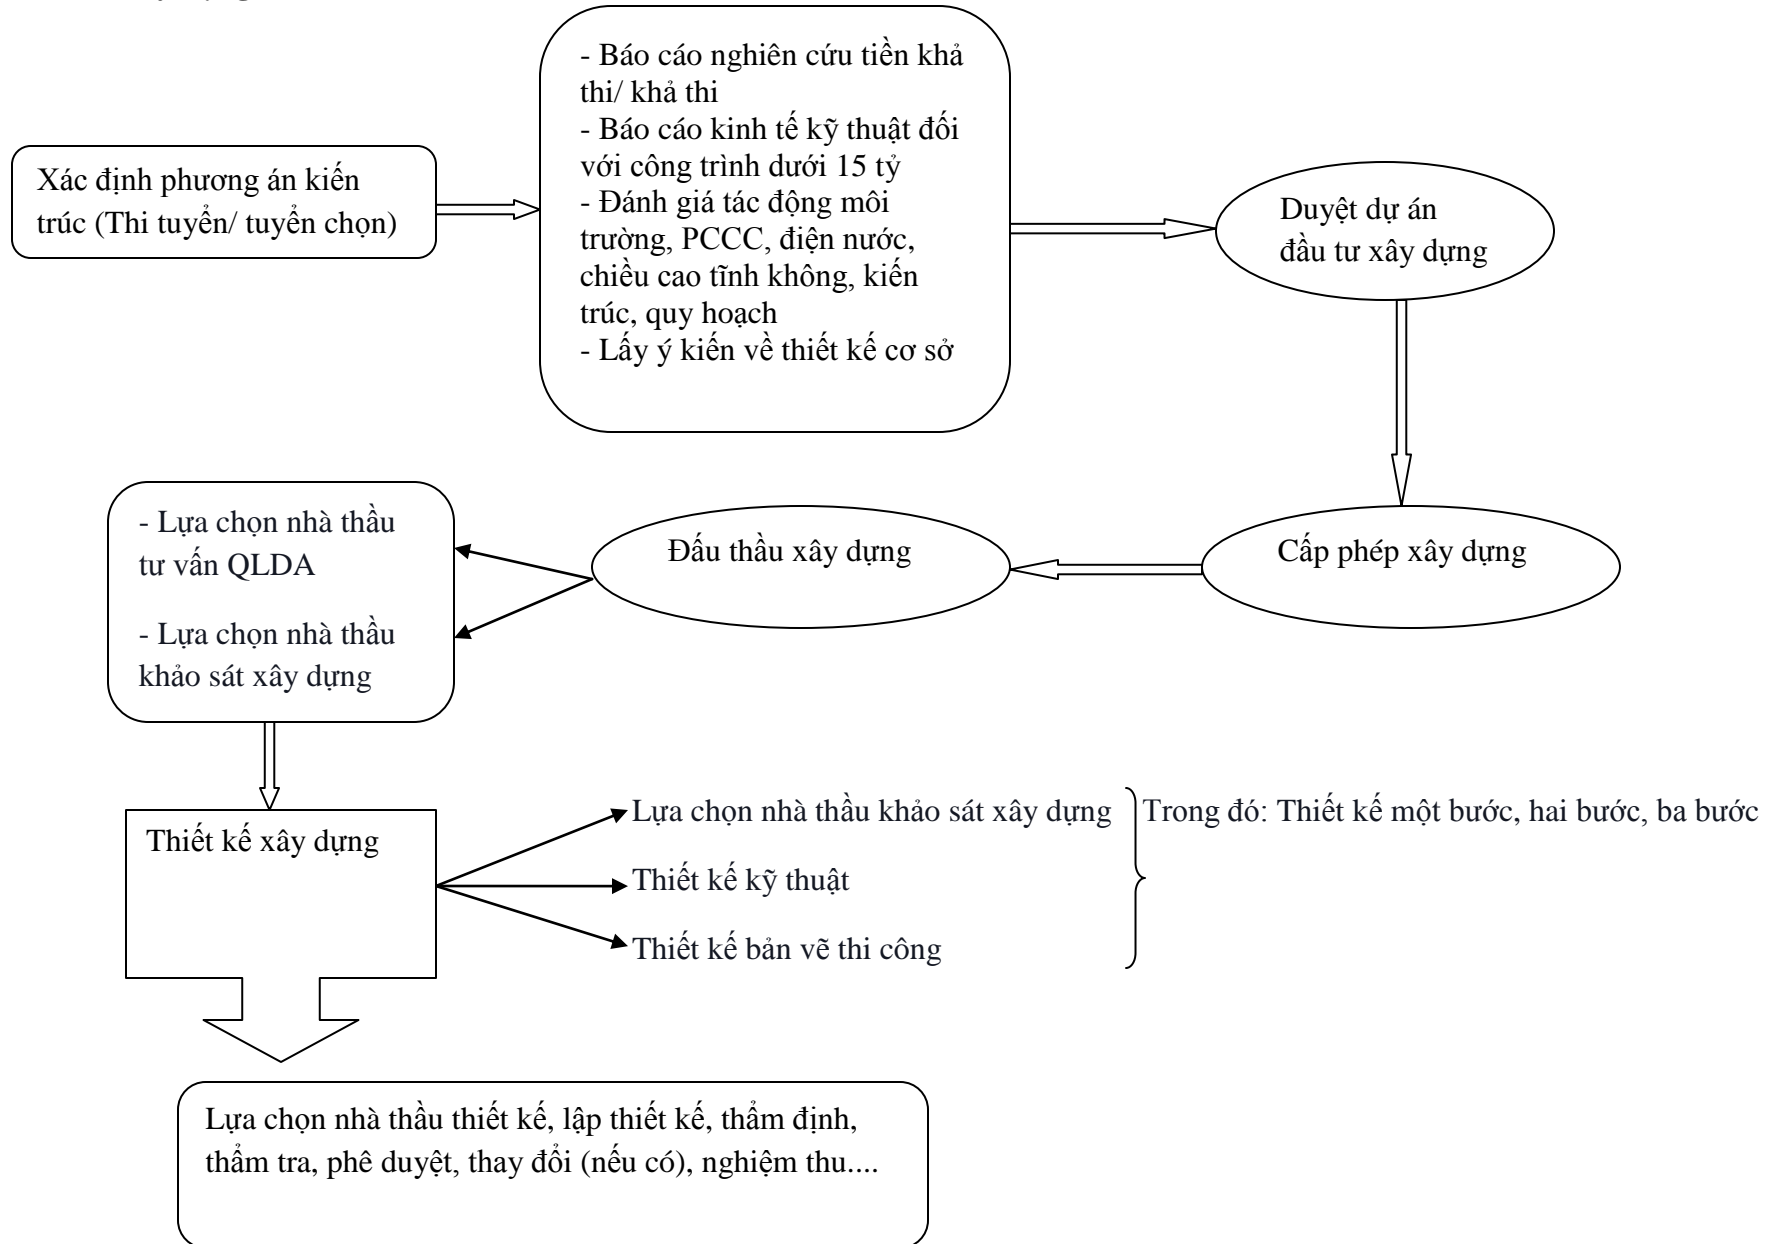 Xác định phương án kiến
trúc (Thi tuyển/ tuyển chọn)
- Báo cáo nghiên cứu tiền khả
thi/ khả thi
- Báo cáo kinh tế kỹ thuật đối
với công trình dưới 15 tỷ
- Đánh giá tác động môi
trường, PCCC, điện nước,
chiều cao tĩnh không, kiến
trúc, quy hoạch
- Lấy ý kiến về thiết kế cơ sở
Duyệt dự án
đầu tư xây dựng
Cấp phép xây dựng
Đấu thầu xây dựng
- Lựa chọn nhà thầu
tư vấn QLDA
- Lựa chọn nhà thầu
khảo sát xây dựng
Thiết kế xây dựng
Lựa chọn nhà thầu khảo sát xây dựng
Thiết kế kỹ thuật
Thiết kế bản vẽ thi công
Trong đó: Thiết kế một bước, hai bước, ba bước
Lựa chọn nhà thầu thiết kế, lập thiết kế, thẩm định,
thẩm tra, phê duyệt, thay đổi (nếu có), nghiệm thu....